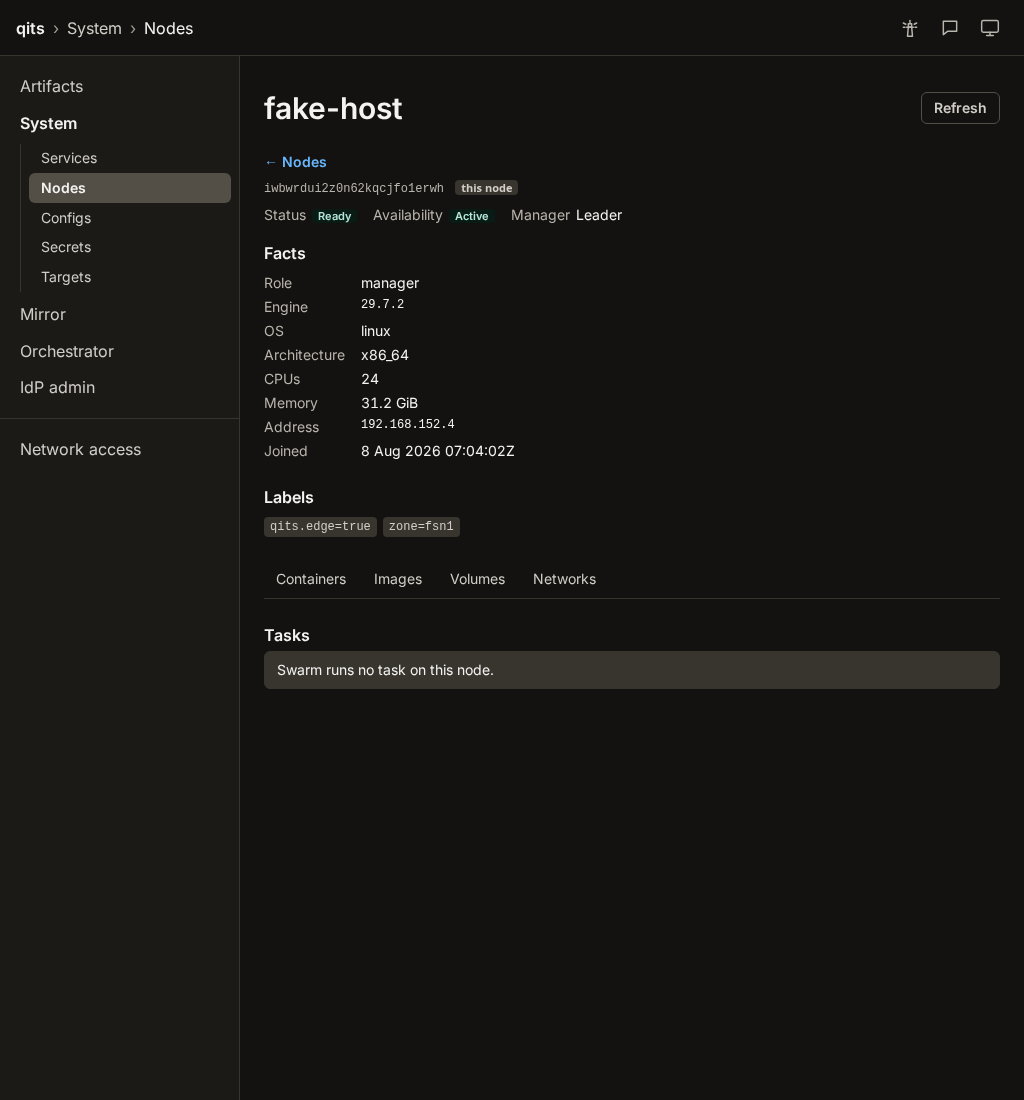 qits › System › Nodes
Artifacts
System
Services
Nodes
Configs
Secrets
Targets
Mirror
Orchestrator
IdP admin
Network access
fake-host
Refresh
← Nodes
iwbwrdui2z0n62kqcjfo1erwh this node
Status Ready Availability Active Manager Leader
Facts
Role manager
Engine 29.7.2
OS linux
Architecture x86_64
CPUs 24
Memory 31.2 GiB
Address 192.168.152.4
Joined 8 Aug 2026 07:04:02Z
Labels
qits.edge=true zone=fsn1
Containers Images Volumes Networks
Tasks
Swarm runs no task on this node.